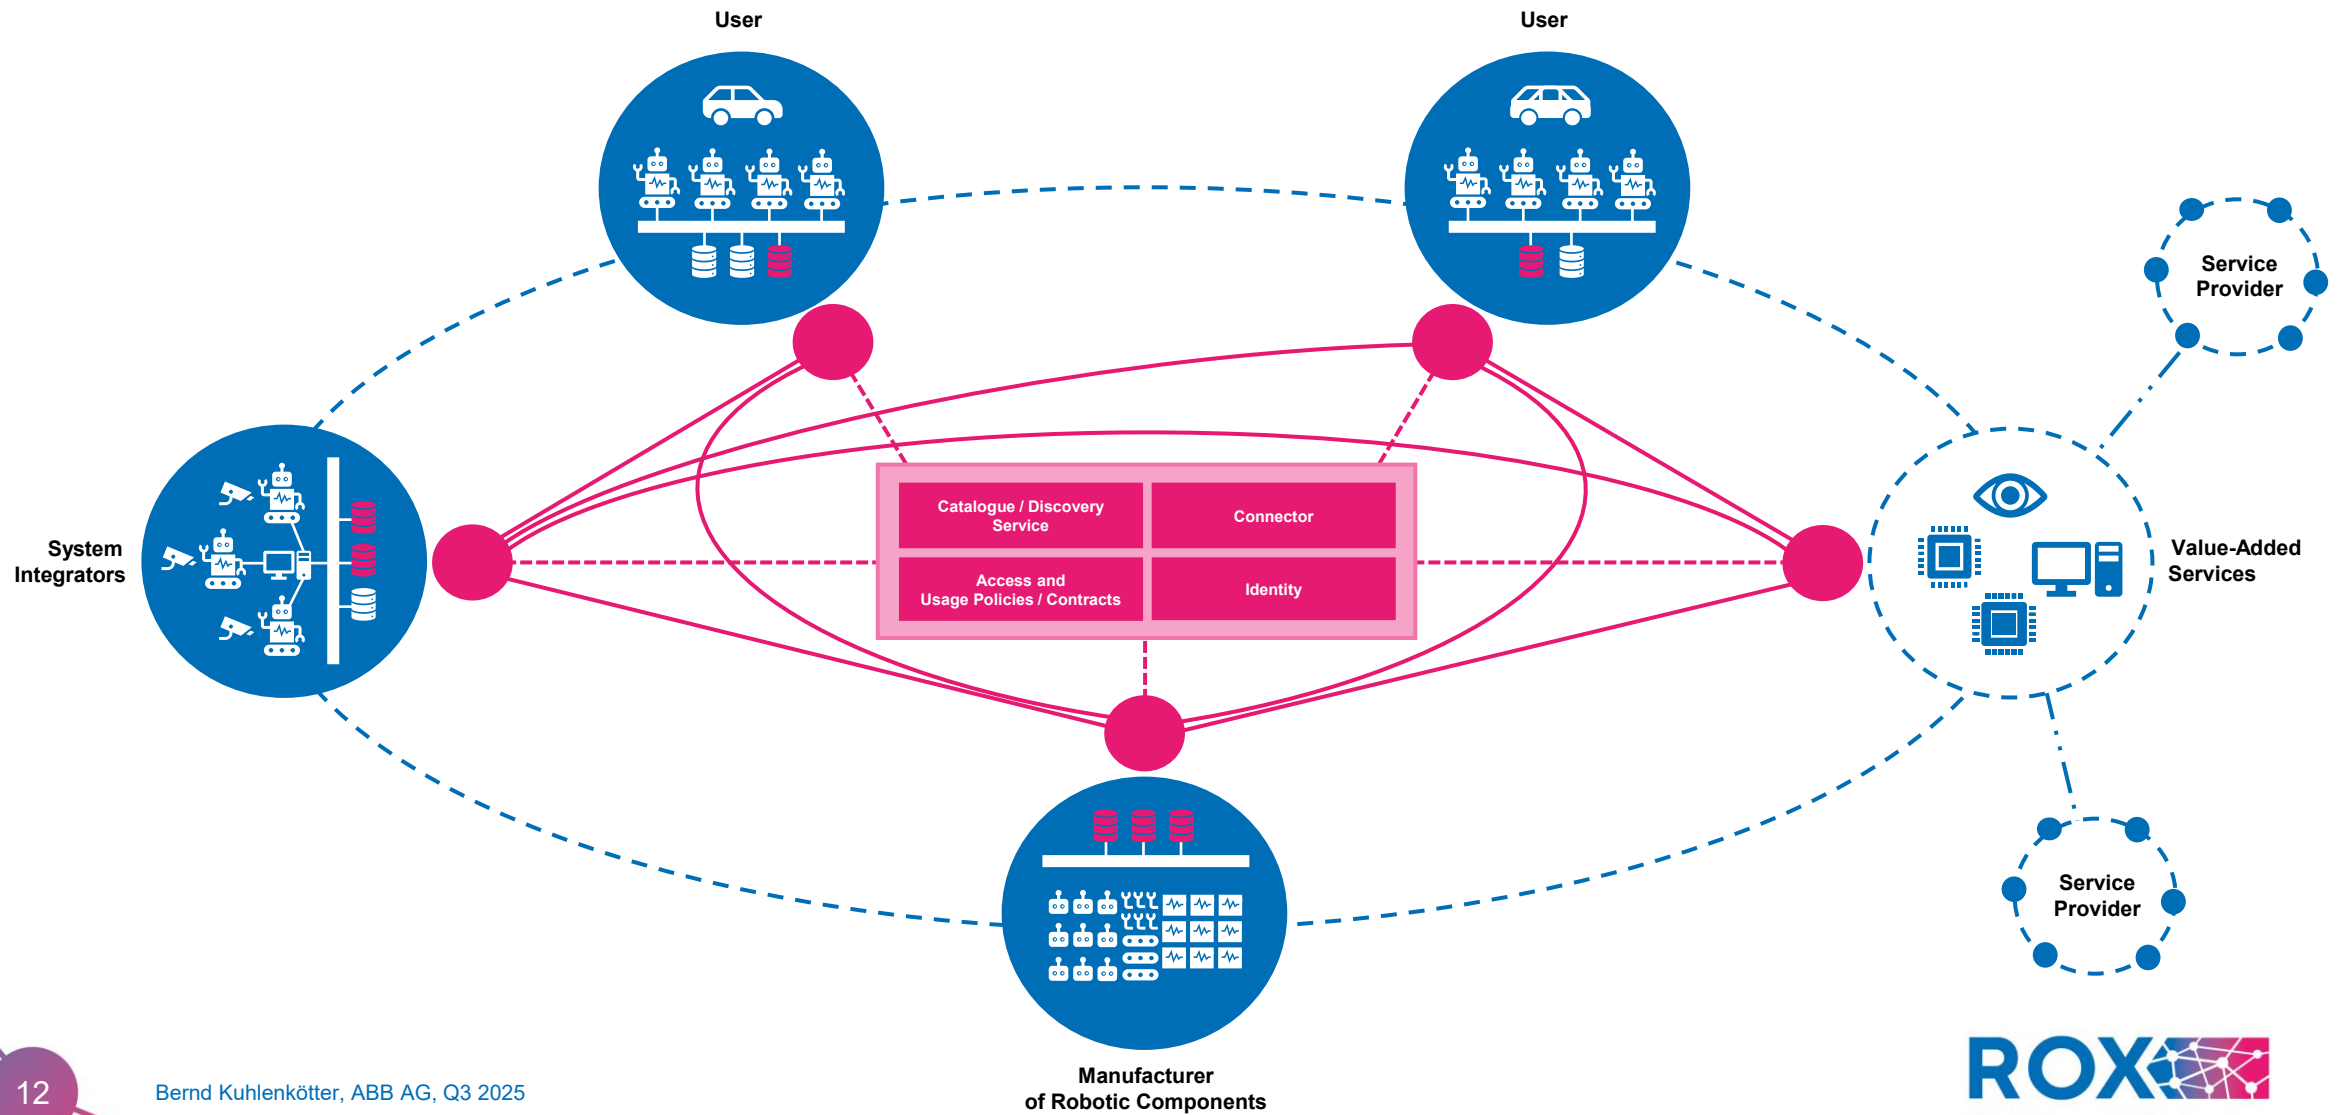 User
User
Service
Provider
Catalogue / Discovery
Service
Connector
System
Integrators
Access and
Usage Policies / Contracts
Identity
Value-Added
Services
Service
Provider
Manufacturer
of Robotic Components
12
Bernd Kuhlenkötter, ABB AG, Q3 2025
ROX